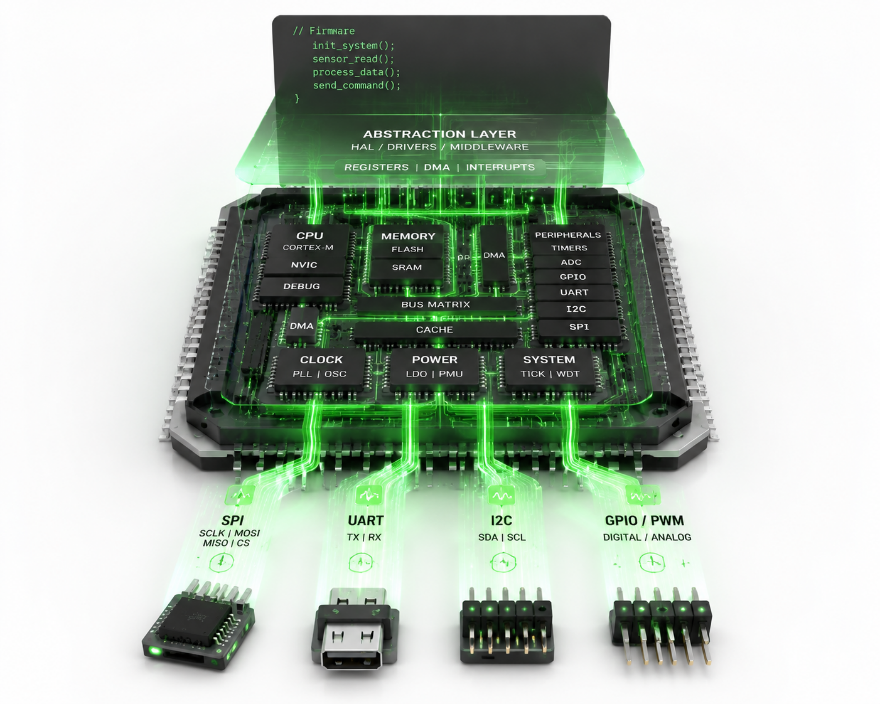 // Firmware
init_system();
sensor_read();
process_data();
send_command();
}
ABSTRACTION LAYER
HAL / DRIVERS / MIDDLEWARE
REGISTERS | DMA | INTERRUPTS
CPU
CORTEX-M
NVIC
DEBUG
MEMORY
FLASH
SRAM
DMA
PERIPHERALS
TIMERS
ADC
GPIO
UART
I2C
SPI
BUS MATRIX
DMA
CACHE
CLOCK
PLL | OSC
POWER
LDO | PMU
SYSTEM
TICK | WDT
SPI
SCLK | MOSI
MISO | CS
UART
TX | RX
I2C
SDA | SCL
GPIO / PWM
DIGITAL / ANALOG